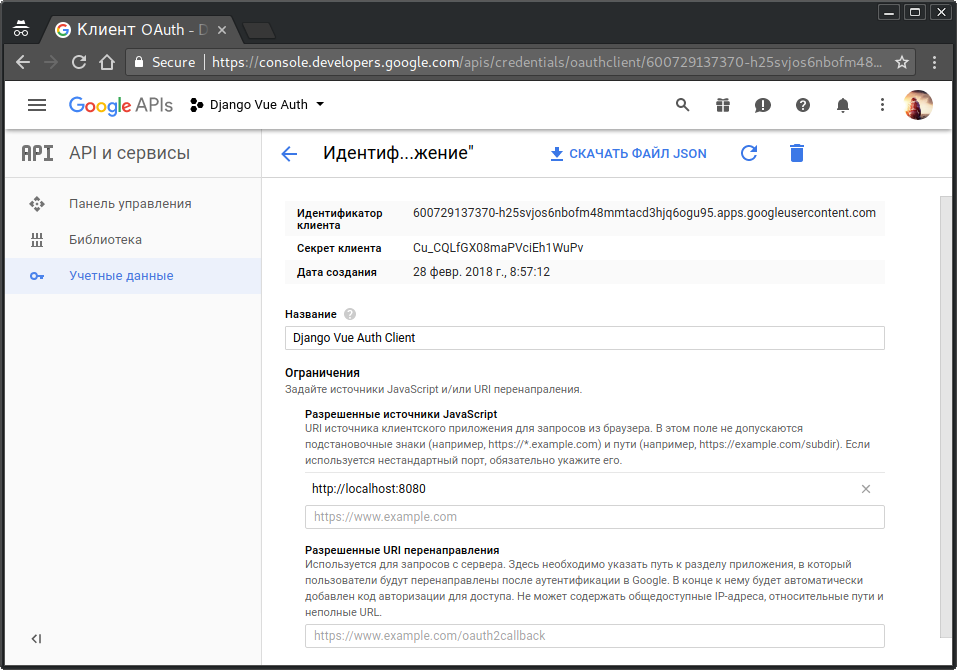 Клиент OAuth - D
Secure
https://console.developers.google.com/apis/credentials/oauthclient/600729137370-h25svjos6nbofm48...
Google APIs
Django Vue Auth
API
API и сервисы
Идентиф...жение"
СКАЧАТЬ ФАЙЛ JSON
Панель управления
Библиотека
Учетные данные
Идентификатор
клиента
600729137370-h25svjos6nbofm48mmtacd3hjq6ogu95.apps.googleusercontent.com
Секрет клиента
Cu_CQLfGX08maPVciEh1WuPv
Дата создания
28 февр. 2018 г., 8:57:12
Название
Django Vue Auth Client
Ограничения
Задайте источники JavaScript и/или URI перенапраления.
Разрешенные источники JavaScript
URI источника клиентского приложения для запросов из браузера. В этом поле не допускаются
подстановочные знаки (например, https://*.example.com) и пути (например, https://example.com/subdir). Если
используется нестандартный порт, обязательно укажите его.
http://localhost:8080
https://www.example.com
Разрешенные URI перенаправления
Используется для запросов с сервера. Здесь необходимо указать путь к разделу приложения, в который
пользователи будут перенаправлены после аутентификации в Google. В конце к нему будет автоматически
добавлен код авторизации для доступа. Не может содержать общедоступные IP-адреса, относительные пути и
неполные URL.
https://www.example.com/oauth2callback